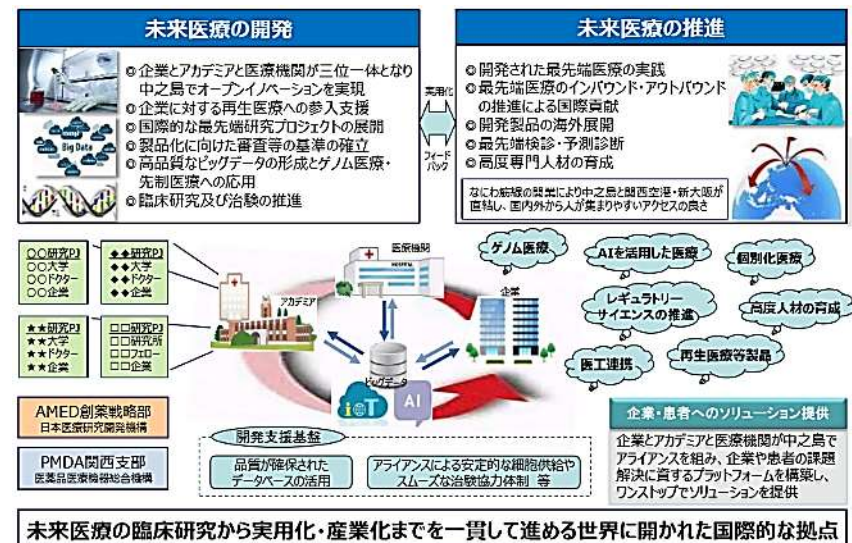 未来医療の開発
◎企業とアカデミアと医療機関が三位一体となり
中之島でオープンイノベーションを実現
◎企業に対する再生医療への参入支援
◎国際的な最先端研究プロジェクトの展開
◎製品化に向けた審査等の基準の確立
◎高品質なビッグデータの形成とゲノム医療・
先制医療への応用
◎臨床研究及び治験の推進
Big Data
実用化
フィード
バック
未来医療の推進
◎開発された最先端医療の実践
◎最先端医療のインバウンド・アウトバウンド
の推進による国際貢献
◎開発製品の海外展開
◎最先端検診・予測診断
◎高度専門人材の育成
なにわ筋線の開業により中之島と関西空港・新大阪が
直結し、国内外から人が集まりやすいアクセスの良さ
○○研究PJ
○○大学
○○ドクター
○○企業
◆◆研究PJ
◆◆大学
◆◆ドクター
◆◆企業
★★研究PJ
★★大学
★★ドクター
★★企業
□□研究PJ
□□研究所
□□フェロー
□□企業
医療機関
HOSPITAL
アカデミア
企業
ビッグデータ
IoT
AI
ゲノム医療
AIを活用した医療
個別化医療
レギュラトリー
サイエンスの推進
高度人材の育成
医工連携
再生医療等製品
AMED創薬戦略部
日本医療研究開発機構
PMDA関西支部
医薬品医療機器総合機構
開発支援基盤
品質が確保された
データベースの活用
アライアンスによる安定的な細胞供給や
スムーズな治験協力体制 等
企業・患者へのソリューション提供
企業とアカデミアと医療機関が中之島で
アライアンスを組み、企業や患者の課題
解決に資するプラットフォームを構築し、
ワンストップでソリューションを提供
未来医療の臨床研究から実用化・産業化までを一貫して進める世界に開かれた国際的な拠点